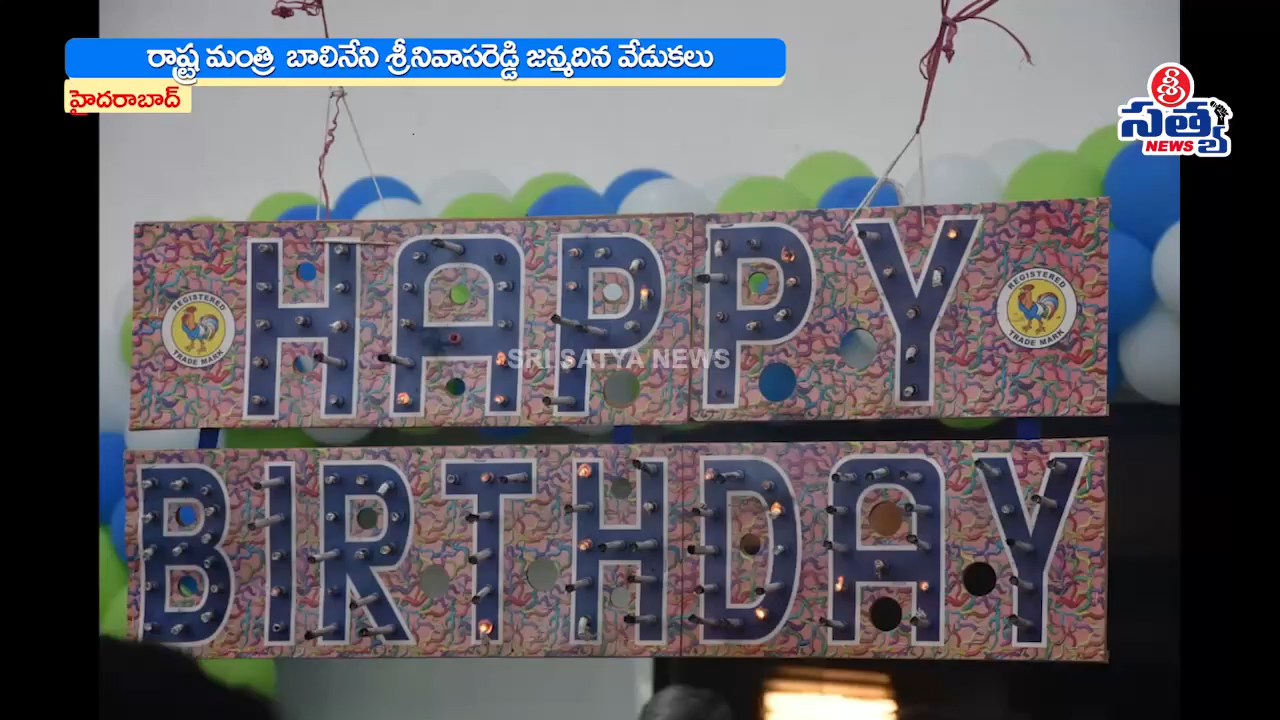 రాష్ట్ర మంత్రి బాలినేని శ్రీనివాసరెడ్డి జన్మదిన వేడుకలు
హైదరాబాద్
శ్రీ
సత్య
NEWS
HAPPY
REGISTERED
TRADE MARK
REGISTERED
TRADE MARK
SRI SATYA NEWS
BIRTHDAY